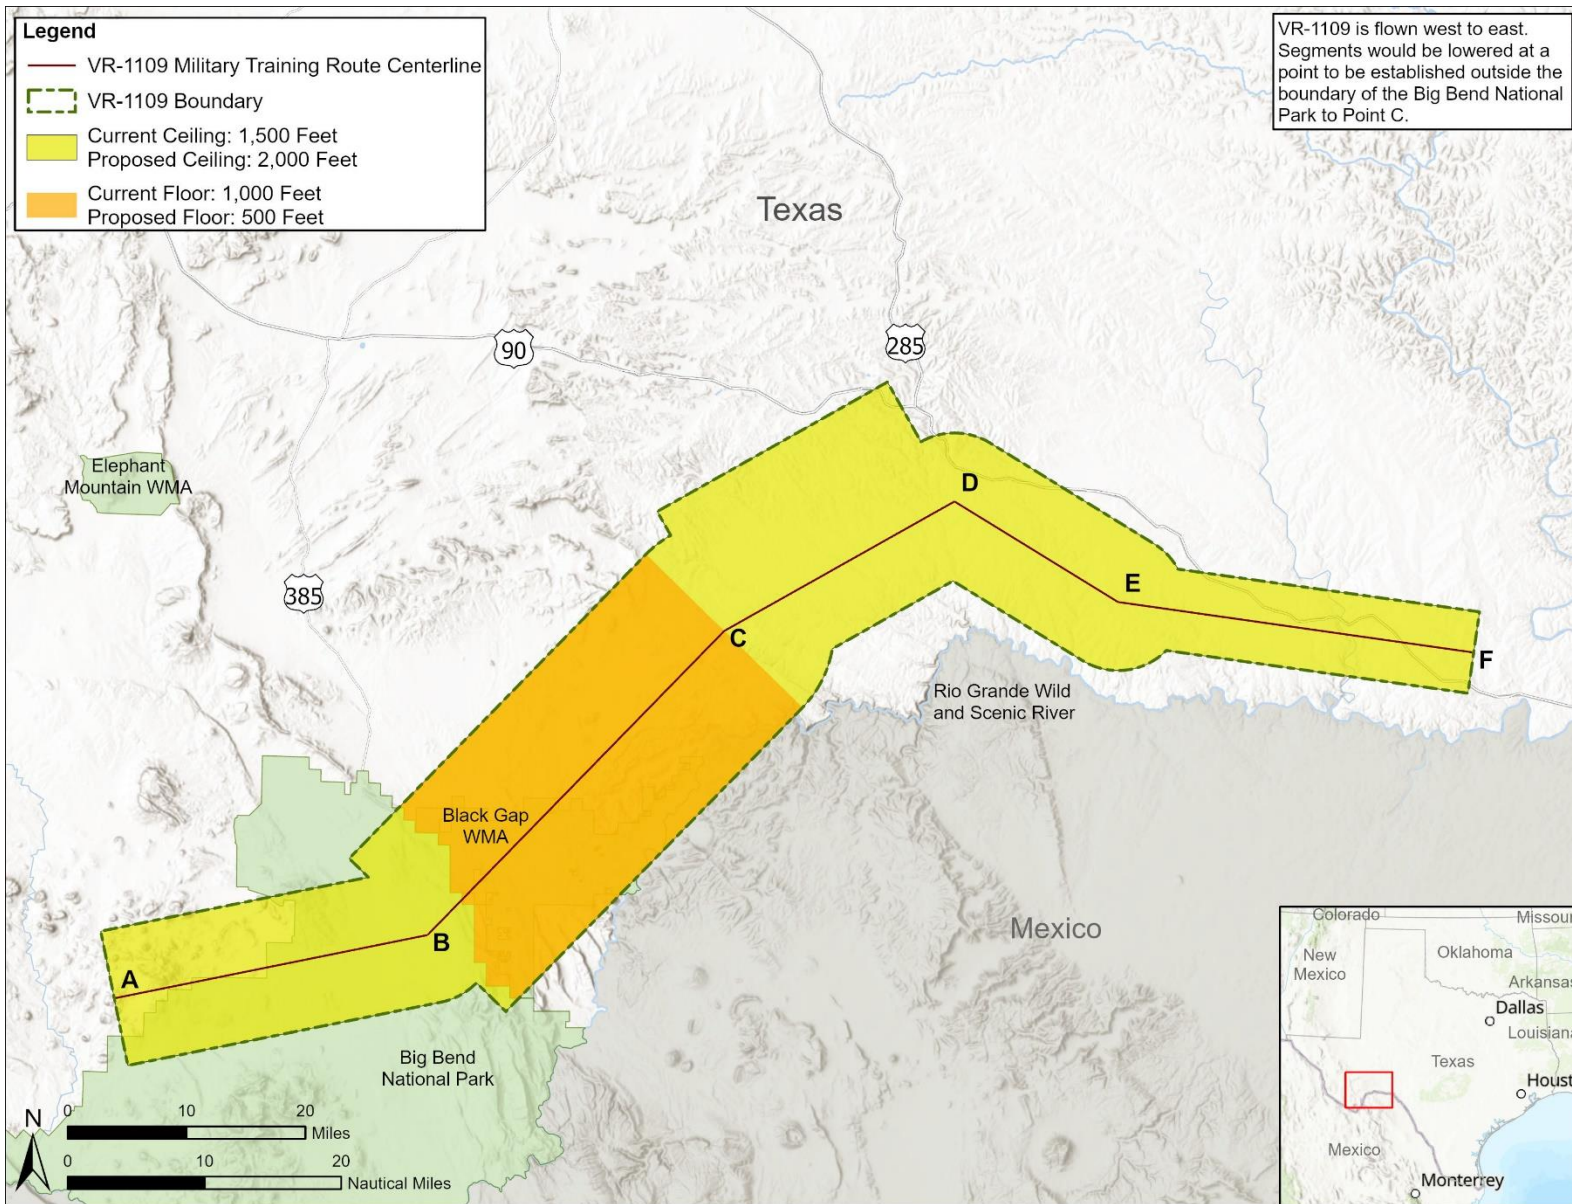 Legend
VR-1109 Military Training Route Centerline
VR-1109 Boundary
Current Ceiling: 1,500 Feet
Proposed Ceiling: 2,000 Feet
Current Floor: 1,000 Feet
Proposed Floor: 500 Feet
VR-1109 is flown west to east.
Segments would be lowered at a
point to be established outside the
boundary of the Big Bend National
Park to Point C.
Texas
90
285
Elephant
Mountain WMA
385
D
E
C
F
Rio Grande Wild
and Scenic River
Black Gap
WMA
B
A
Mexico
Big Bend
National Park
N
0 10 20
Miles
0 10 20
Nautical Miles
Colorado
Missour
New
Mexico
Oklahoma
Arkansas
Dallas
Louisiana
Texas
Houst
Mexico
Monterrey